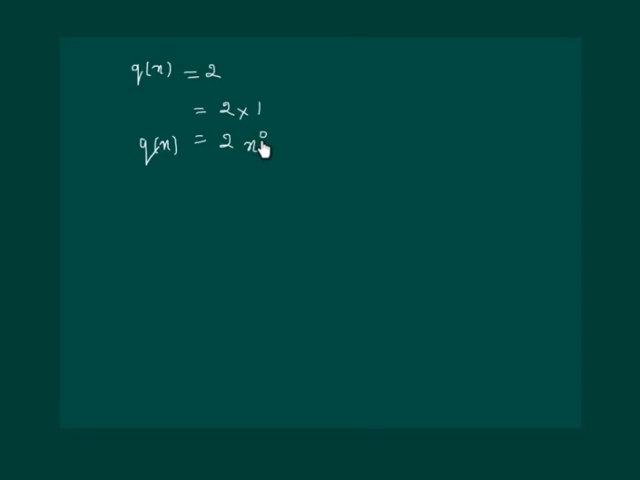 q(x) = 2
= 2 × 1
q(x) = 2 x⁰